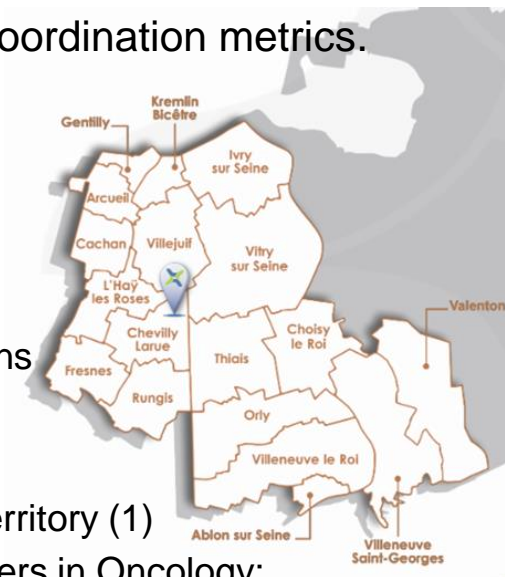 oordination metrics.
Kremlin
Bicêtre
Gentilly
Ivry
sur Seine
Arcueil
Cachan
Villejuif
Vitry
sur Seine
L'Haÿ
les Roses
Valenton
Chevilly
Larue
Choisy
le Roi
Thiais
ns
Fresnes
Rungis
Orly
Villeneuve le Roi
erritory (1)
Ablon sur Seine
Villeneuve
Saint-Georges
ers in Oncology: